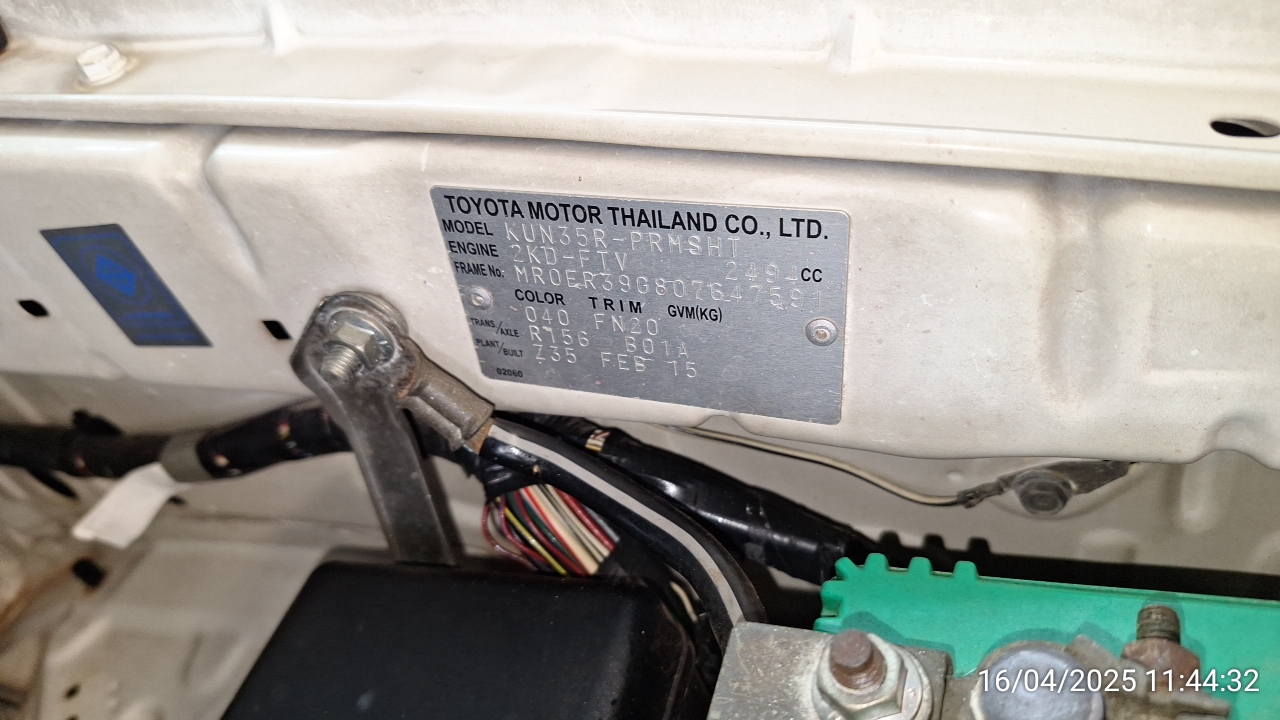 TOYOTA MOTOR THAILAND CO., LTD.
MODEL KUN35R-PRMSHT
ENGINE 2KD-FTV 2494 CC
FRAME No. MR0ER39G807647591
COLOR TRIM GVM(KG)
040 FN20
TRANS/AXLE R156 B01A
PLANT/BUILT Z35 FEB 15
02060
16/04/2025 11:44:32